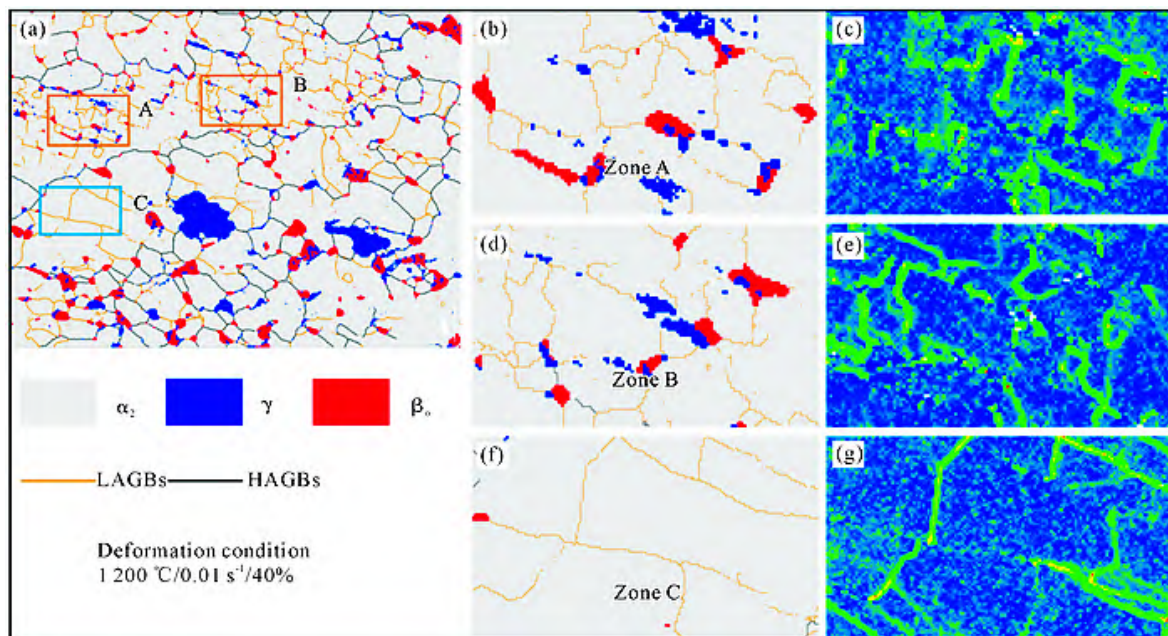 (a)
A
B
C
(b)
Zone A
(c)
(d)
Zone B
(e)
(f)
Zone C
(g)
α₂ γ βₒ
LAGBs HAGBs
Deformation condition
1 200 ℃/0.01 s⁻¹/40%